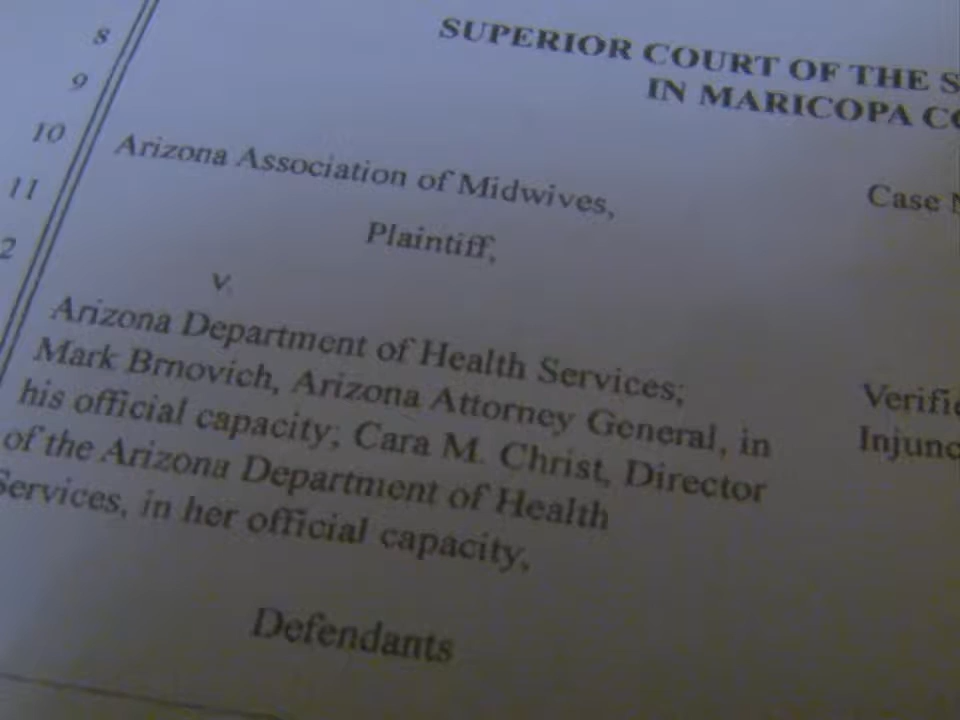 8
SUPERIOR COURT OF THE S
9
IN MARICOPA CO
10
Arizona Association of Midwives,
Case N
11
Plaintiff,
2
v.
Arizona Department of Health Services;
Mark Brnovich, Arizona Attorney General, in
Verifie
his official capacity; Cara M. Christ, Director
Injunc
of the Arizona Department of Health
Services, in her official capacity,
Defendants